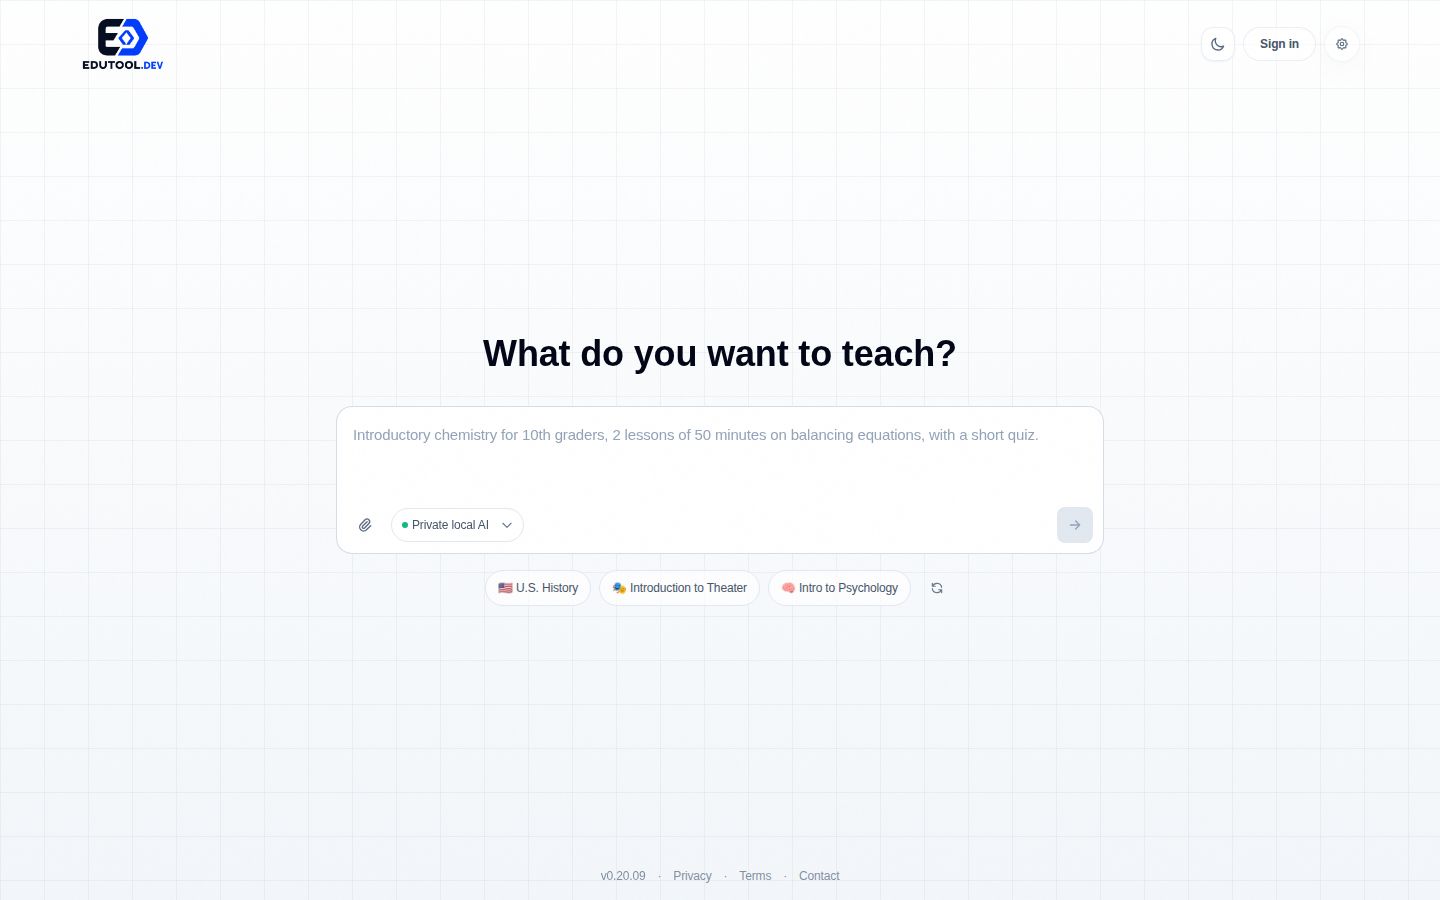 EDUTOOL.DEV
Sign in
What do you want to teach?
Introductory chemistry for 10th graders, 2 lessons of 50 minutes on balancing equations, with a short quiz.
Private local AI
U.S. History
Introduction to Theater
Intro to Psychology
v0.20.09 · Privacy · Terms · Contact